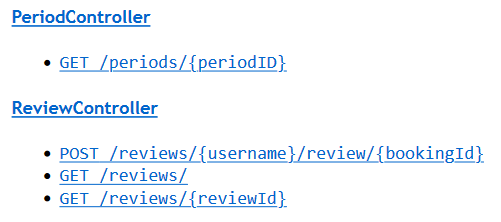 PeriodController
• GET /periods/{periodID}
ReviewController
• POST /reviews/{username}/review/{bookingId}
• GET /reviews/
• GET /reviews/{reviewId}